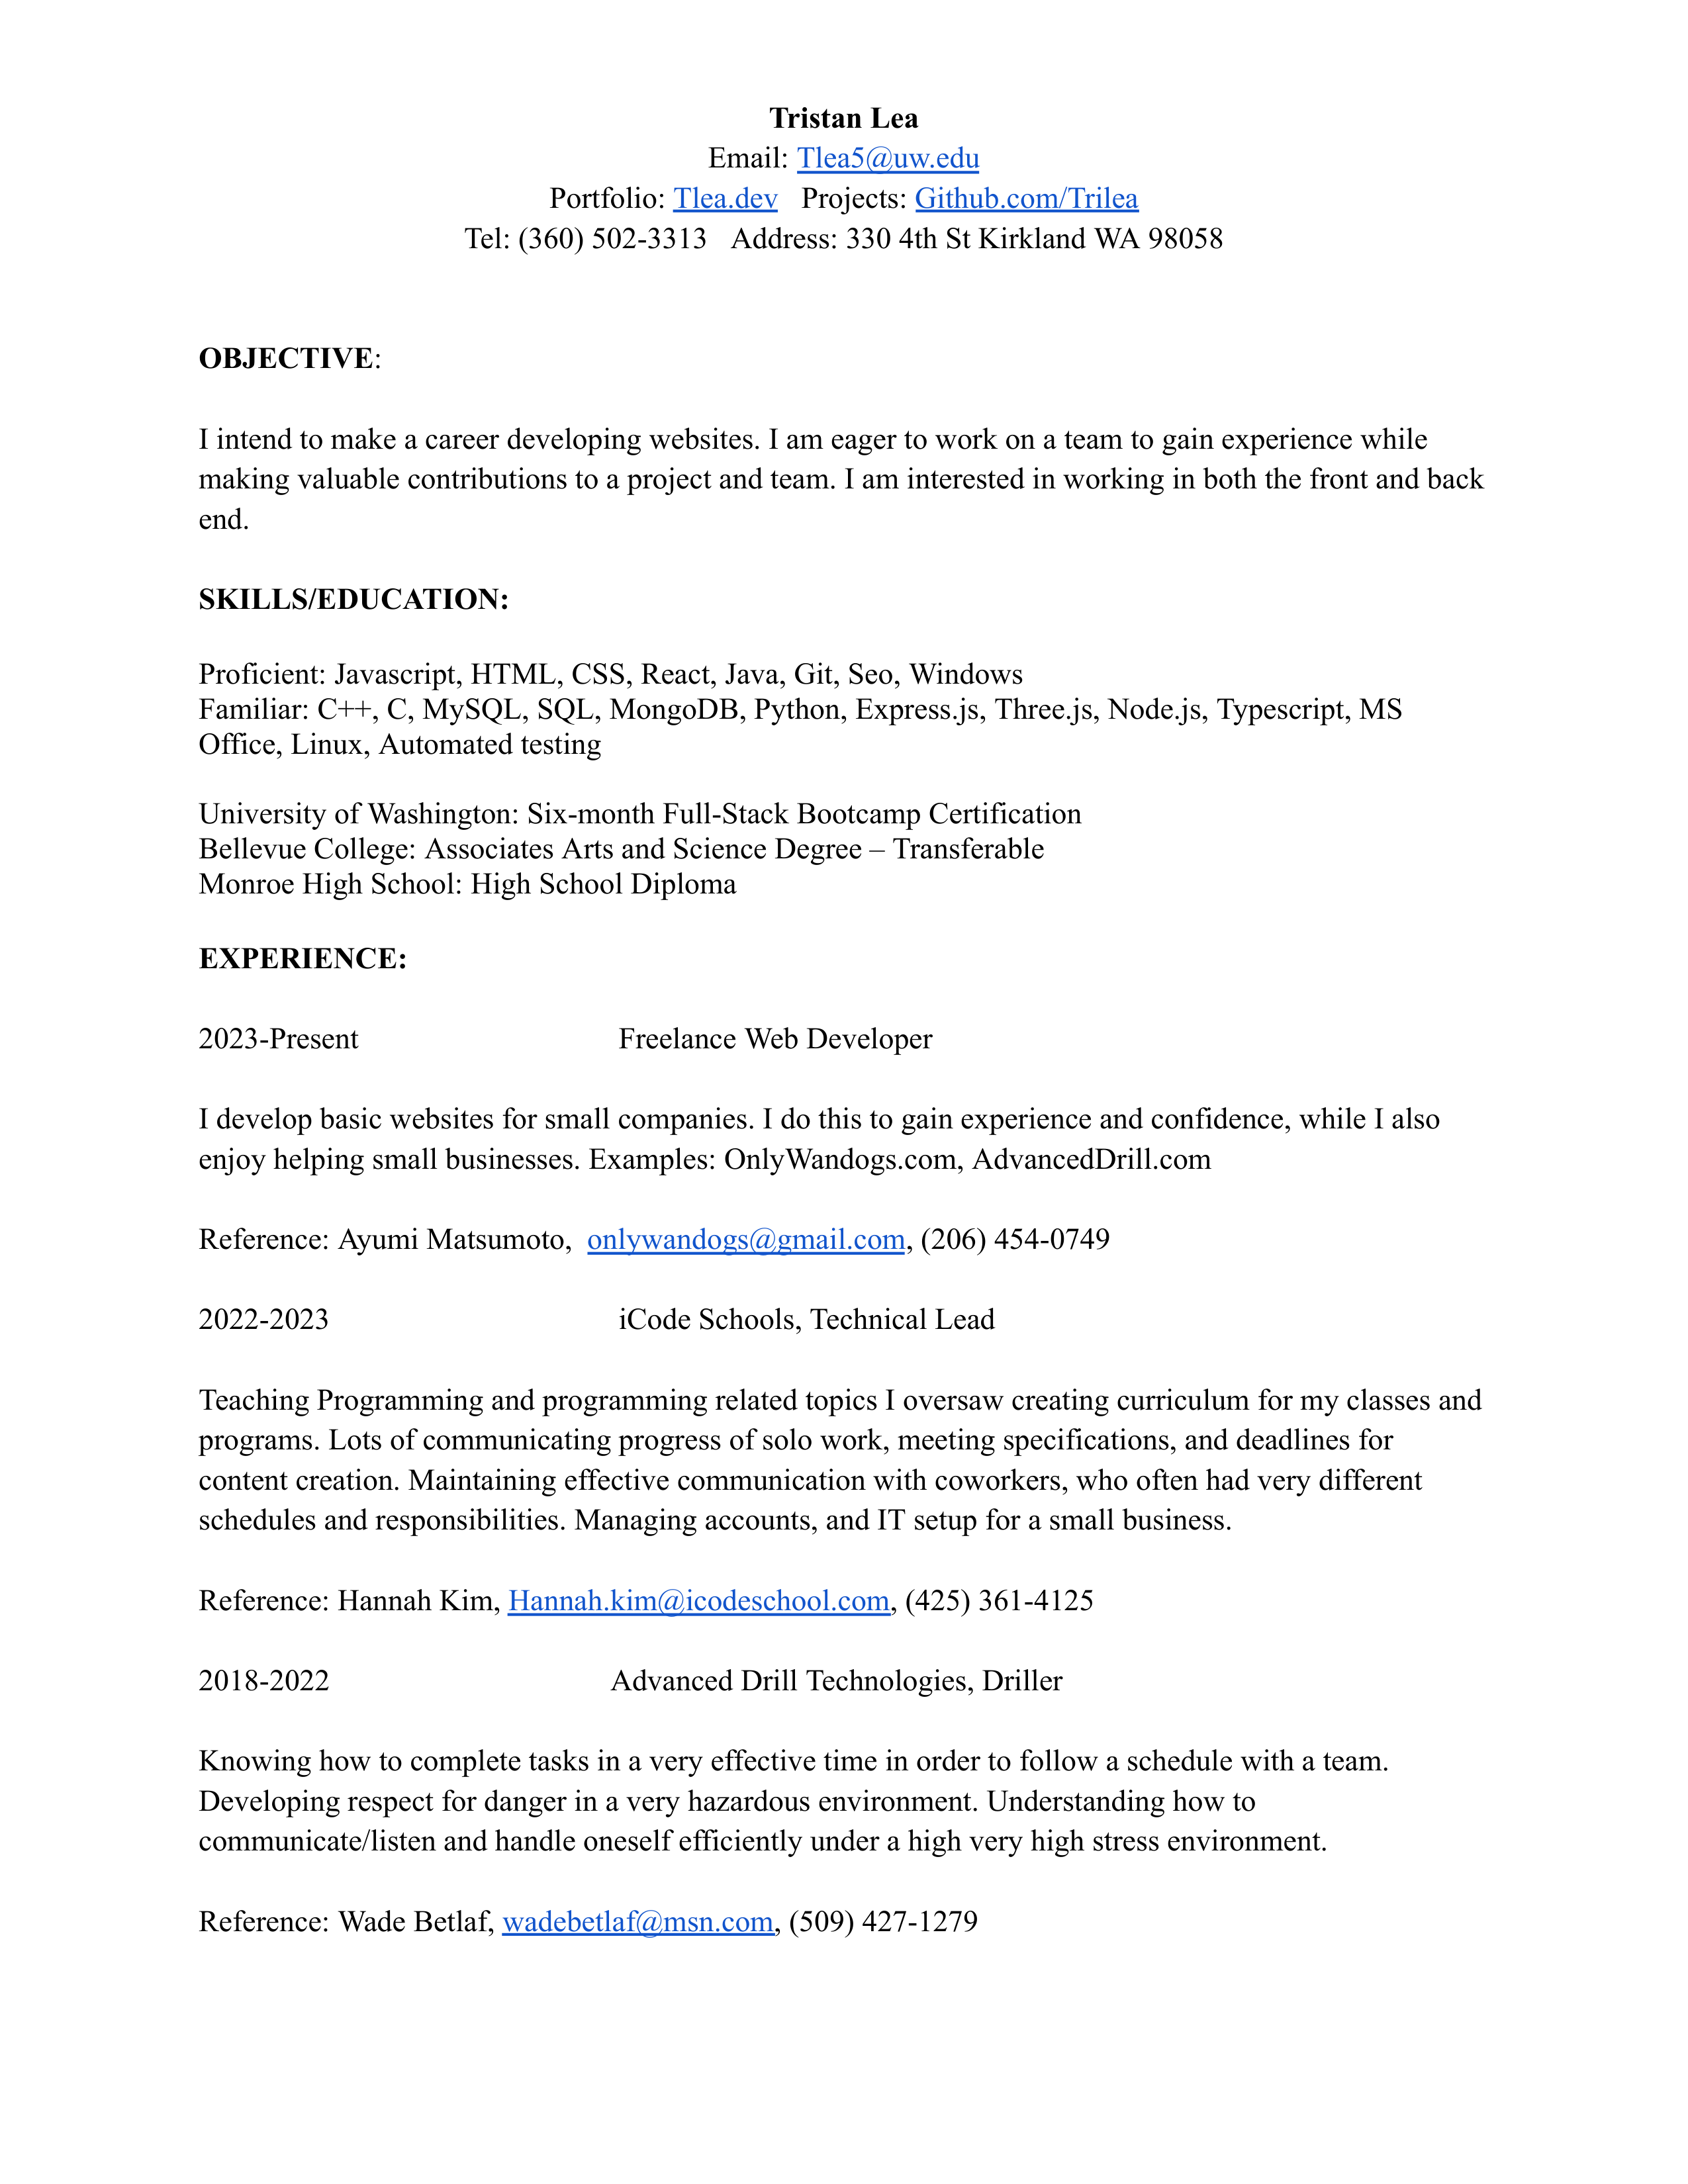 Tristan Lea
Email: Tlea5@uw.edu
Portfolio: Tlea.dev   Projects: Github.com/Trilea
Tel: (360) 502-3313   Address: 330 4th St Kirkland WA 98058
OBJECTIVE:
I intend to make a career developing websites. I am eager to work on a team to gain experience while
making valuable contributions to a project and team. I am interested in working in both the front and back
end.
SKILLS/EDUCATION:
Proficient: Javascript, HTML, CSS, React, Java, Git, Seo, Windows
Familiar: C++, C, MySQL, SQL, MongoDB, Python, Express.js, Three.js, Node.js, Typescript, MS
Office, Linux, Automated testing
University of Washington: Six-month Full-Stack Bootcamp Certification
Bellevue College: Associates Arts and Science Degree – Transferable
Monroe High School: High School Diploma
EXPERIENCE:
2023-Present   Freelance Web Developer
I develop basic websites for small companies. I do this to gain experience and confidence, while I also
enjoy helping small businesses. Examples: OnlyWandogs.com, AdvancedDrill.com
Reference: Ayumi Matsumoto,  onlywandogs@gmail.com, (206) 454-0749
2022-2023   iCode Schools, Technical Lead
Teaching Programming and programming related topics I oversaw creating curriculum for my classes and
programs. Lots of communicating progress of solo work, meeting specifications, and deadlines for
content creation. Maintaining effective communication with coworkers, who often had very different
schedules and responsibilities. Managing accounts, and IT setup for a small business.
Reference: Hannah Kim, Hannah.kim@icodeschool.com, (425) 361-4125
2018-2022   Advanced Drill Technologies, Driller
Knowing how to complete tasks in a very effective time in order to follow a schedule with a team.
Developing respect for danger in a very hazardous environment. Understanding how to
communicate/listen and handle oneself efficiently under a high very high stress environment.
Reference: Wade Betlaf, wadebetlaf@msn.com, (509) 427-1279